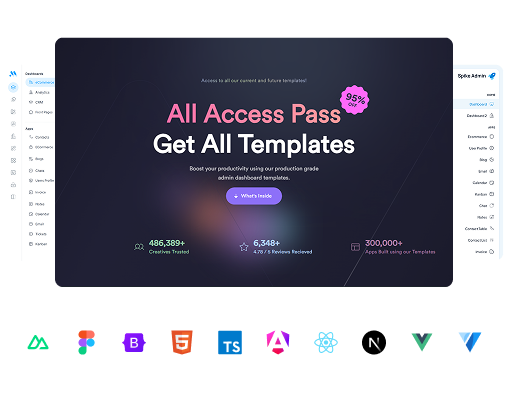 Access to all our current and future templates!
95%
OFF
All Access Pass
Get All Templates
Boost your productivity using our production grade
admin dashboard templates.
What's Inside
486,389+
Creatives Trusted
6,348+
4.78 / 5 Reviews Recieved
300,000+
Apps Built using our Templates
Dashboards
eCommerce
Analytics
CRM
Front Pages
Apps
Contacts
Ecommerce
Blogs
Chats
Users Profile
Invoice
Notes
Calendar
Email
Tickets
Kanban
Spike Admin
HOME
Dashboard
Dashboard 2
APPS
Ecommerce
User Profile
Blog
Email
Calendar
Kanban
Chat
Notes
Contact Table
Contact List
Invoice
B
TS
A
N